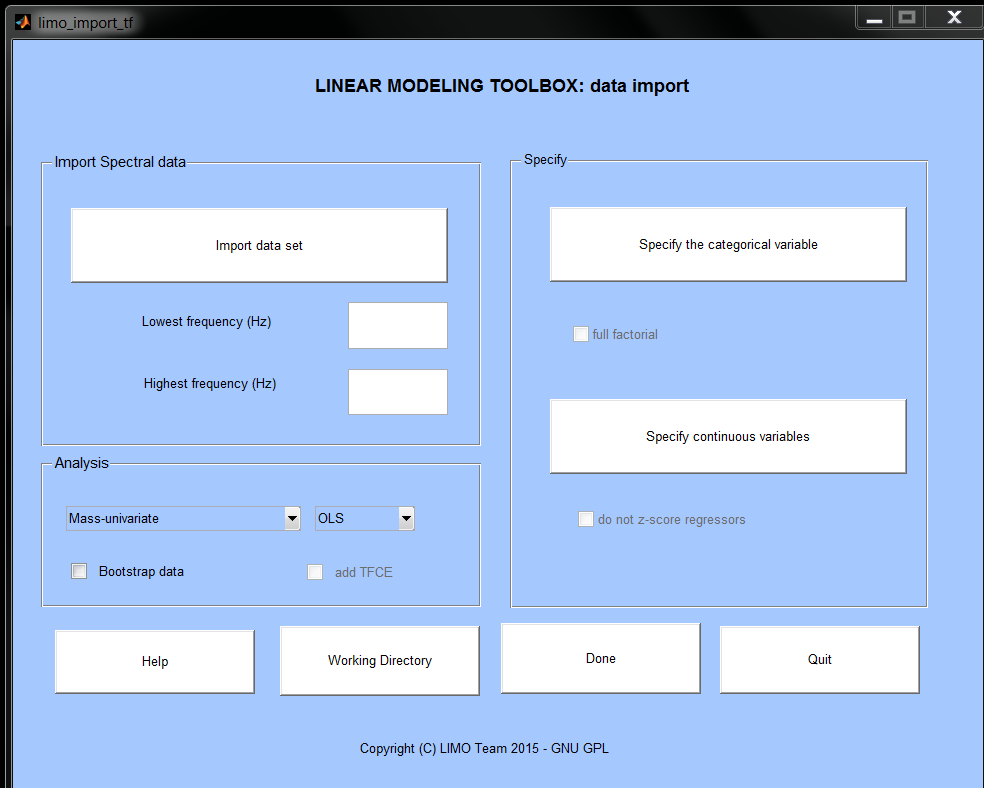 limo_import_tf
LINEAR MODELING TOOLBOX: data import
Import Spectral data
Import data set
Lowest frequency (Hz)
Highest frequency (Hz)
Analysis
Mass-univariate
OLS
Bootstrap data
add TFCE
Specify
Specify the categorical variable
full factorial
Specify continuous variables
do not z-score regressors
Help
Working Directory
Done
Quit
Copyright (C) LIMO Team 2015 - GNU GPL